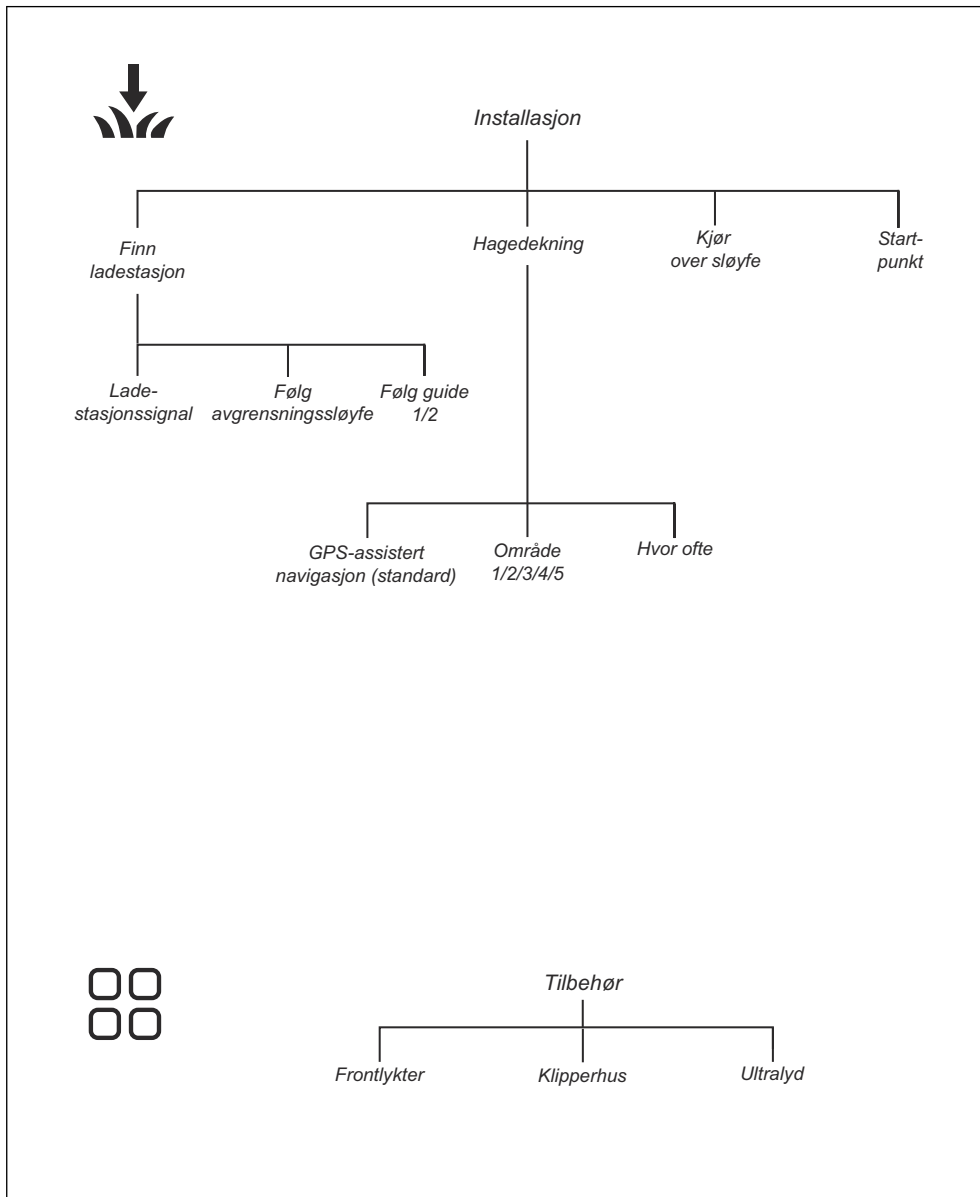 Installasjon
Finn
ladestasjon
Hagedekning
Kjør
over sløyfe
Start-
punkt
Lade-
stasjonssignal
Følg
avgrensningssløyfe
Følg guide
1/2
GPS-assistert
navigasjon (standard)
Område
1/2/3/4/5
Hvor ofte
Tilbehør
Frontlykter
Klipperhus
Ultralyd